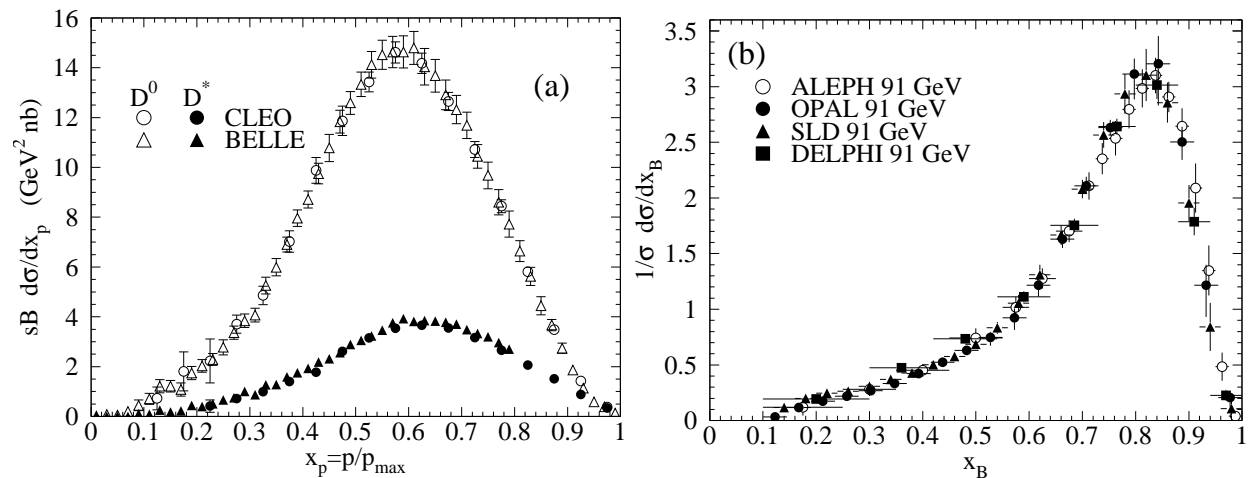 (a)
D⁰ D*
CLEO
BELLE
sB dσ/dx_p (GeV² nb)
16
14
12
10
8
6
4
2
0
0 0.1 0.2 0.3 0.4 0.5 0.6 0.7 0.8 0.9 1
x_p=p/p_max
(b)
ALEPH 91 GeV
OPAL 91 GeV
SLD 91 GeV
DELPHI 91 GeV
1/σ dσ/dx_B
3.5
3
2.5
2
1.5
1
0.5
0
0 0.1 0.2 0.3 0.4 0.5 0.6 0.7 0.8 0.9 1
x_B